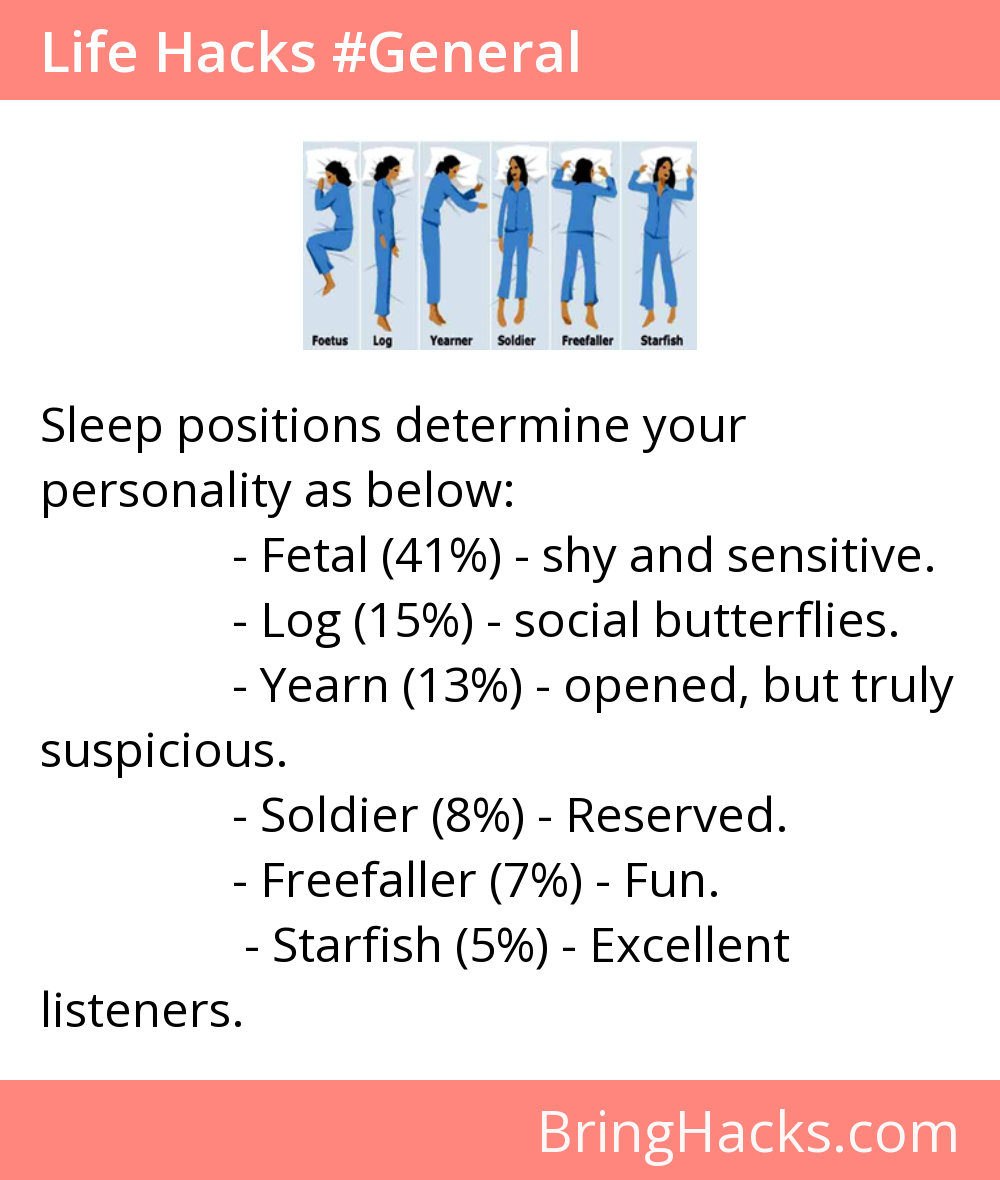 Life Hacks #General
Foetus Log Yearner Soldier Freefaller Starfish
Sleep positions determine your
personality as below:
- Fetal (41%) - shy and sensitive.
- Log (15%) - social butterflies.
- Yearn (13%) - opened, but truly
suspicious.
- Soldier (8%) - Reserved.
- Freefaller (7%) - Fun.
- Starfish (5%) - Excellent
listeners.
BringHacks.com